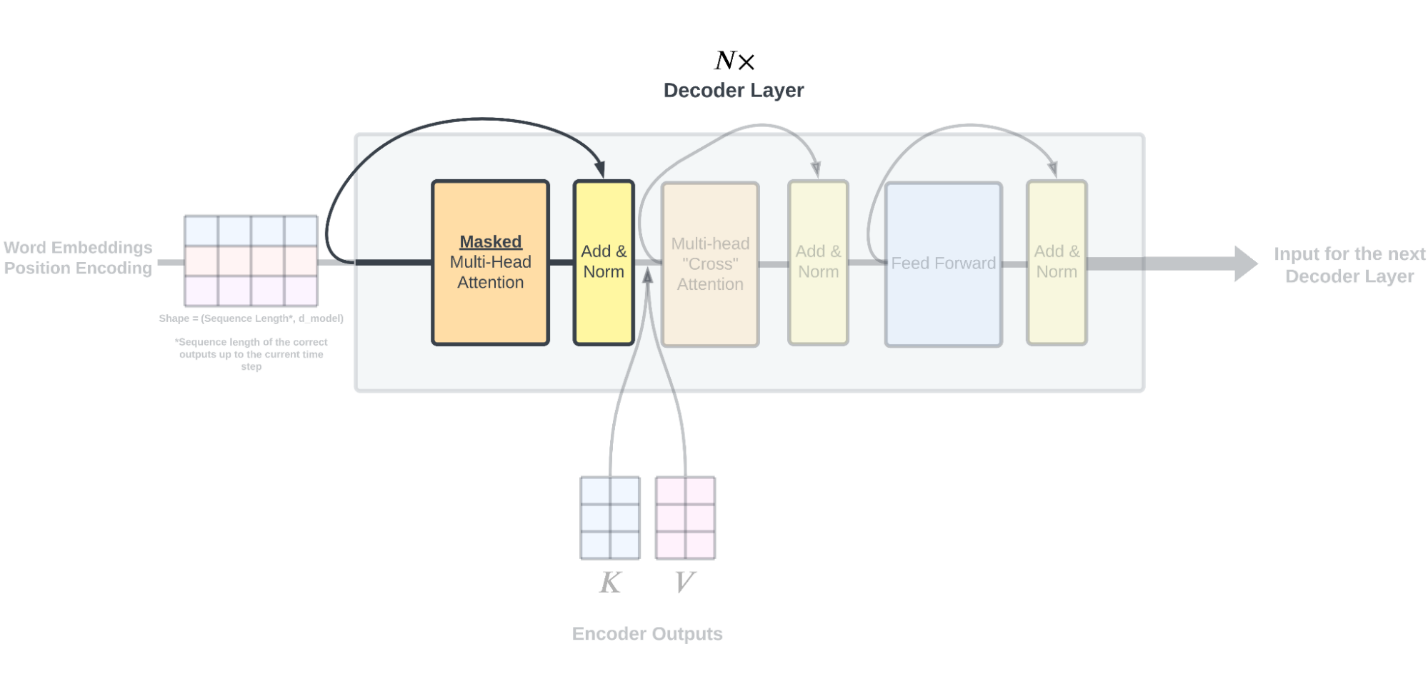 N×
Decoder Layer
Word Embeddings
Position Encoding
Shape = (Sequence Length*, d_model)
*Sequence length of the correct
outputs up to the current time
step
Masked
Multi-Head
Attention
Add &
Norm
Multi-head
"Cross"
Attention
Add &
Norm
Feed Forward
Add &
Norm
Input for the next
Decoder Layer
K
V
Encoder Outputs